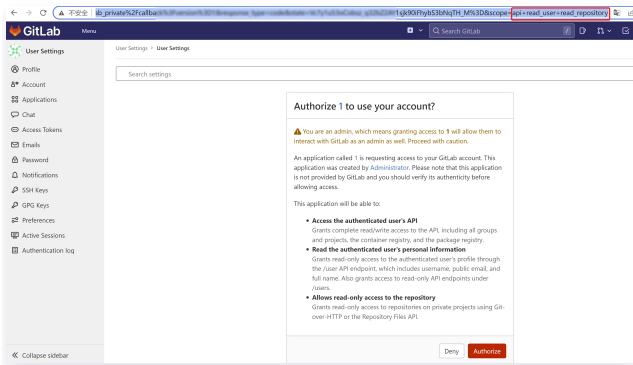 不安全
ab_private%2Fcallback
1sjk90iFhyb53bNqTH_M%3D&scope=api+read_user+read_repository
GitLab
Menu
Search GitLab
/
User Settings
User Settings > User Settings
Profile
Search settings
Account
Applications
Chat
Access Tokens
Emails
Password
Notifications
SSH Keys
GPG Keys
Preferences
Active Sessions
Authentication log
Collapse sidebar
Authorize 1 to use your account?
You are an admin, which means granting access to 1 will allow them to
interact with GitLab as an admin as well. Proceed with caution.
An application called 1 is requesting access to your GitLab account. This
application was created by Administrator. Please note that this application
is not provided by GitLab and you should verify its authenticity before
allowing access.
This application will be able to:
• Access the authenticated user's API
Grants complete read/write access to the API, including all groups
and projects, the container registry, and the package registry.
• Read the authenticated user's personal information
Grants read-only access to the authenticated user's profile through
the /user API endpoint, which includes username, public email, and
full name. Also grants access to read-only API endpoints under
/users.
• Allows read-only access to the repository
Grants read-only access to repositories on private projects using Git-
over-HTTP or the Repository Files API.
Deny
Authorize